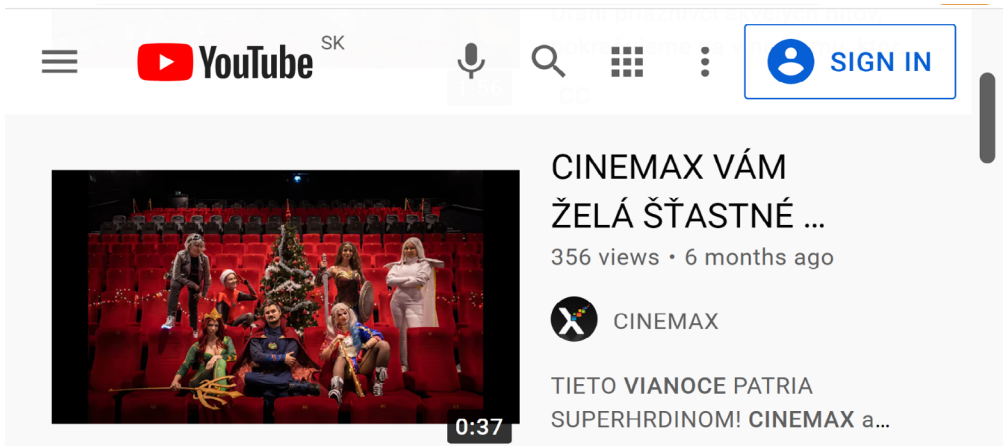 YouTube SK
SIGN IN
CINEMAX VÁM
ŽELÁ ŠŤASTNÉ ...
356 views • 6 months ago
CINEMAX
TIETO VIANOCE PATRIA
SUPERHRDINOM! CINEMAX a...
0:37